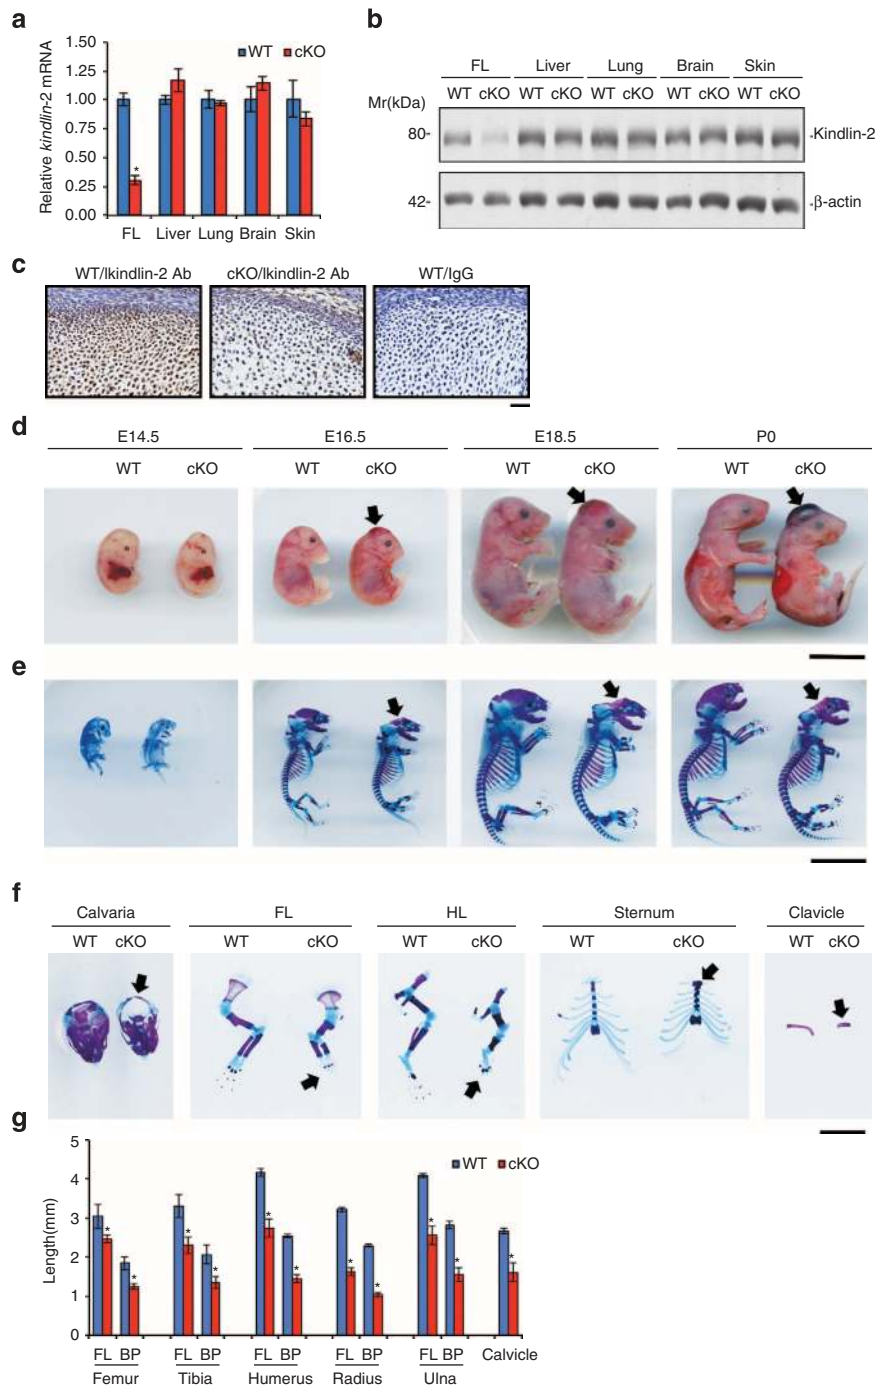 a
Relative kindlin-2 mRNA
1.50
1.25
1.00
0.75
0.50
0.25
0.00
WT cKO
*
FL Liver Lung Brain Skin
b
FL Liver Lung Brain Skin
Mr(kDa) WT cKO WT cKO WT cKO WT cKO WT cKO
80- Kindlin-2
42- β-actin
c
WT/lkindlin-2 Ab cKO/lkindlin-2 Ab WT/IgG
d
E14.5 E16.5 E18.5 P0
WT cKO WT cKO WT cKO WT cKO
e
f
Calvaria FL HL Sternum Clavicle
WT cKO WT cKO WT cKO WT cKO WT cKO
g
Length(mm)
5
4
3
2
1
0
WT cKO
* * * * * * * * * * *
FL BP FL BP FL BP FL BP FL BP Calvicle
Femur Tibia Humerus Radius Ulna